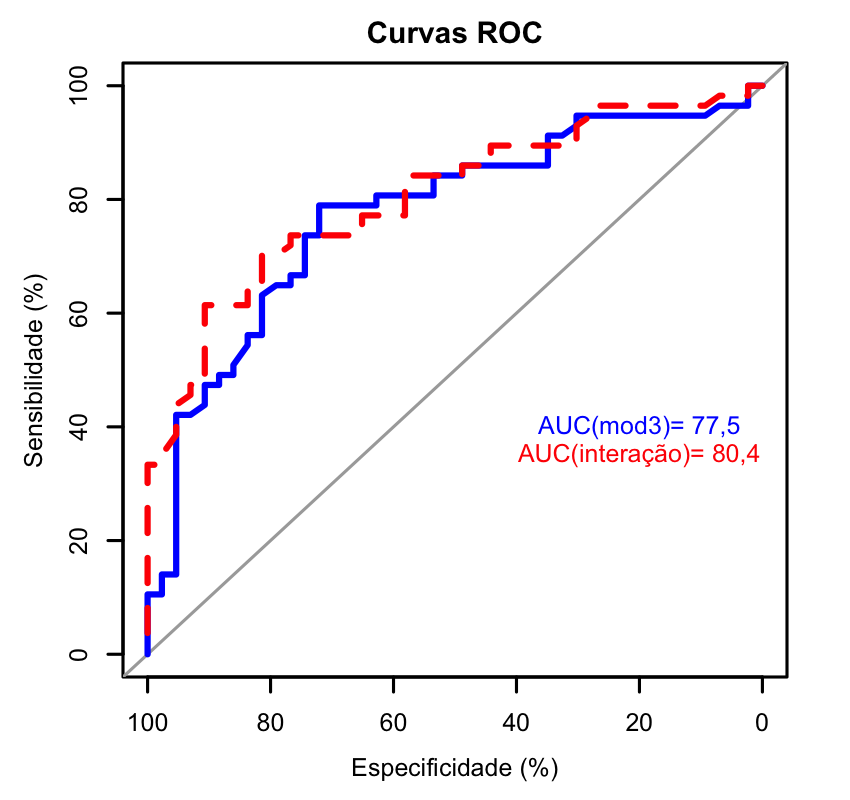 Curvas ROC
Sensibilidade (%)
100
80
60
40
20
0
AUC(mod3)= 77,5
AUC(interação)= 80,4
100 80 60 40 20 0
Especificidade (%)